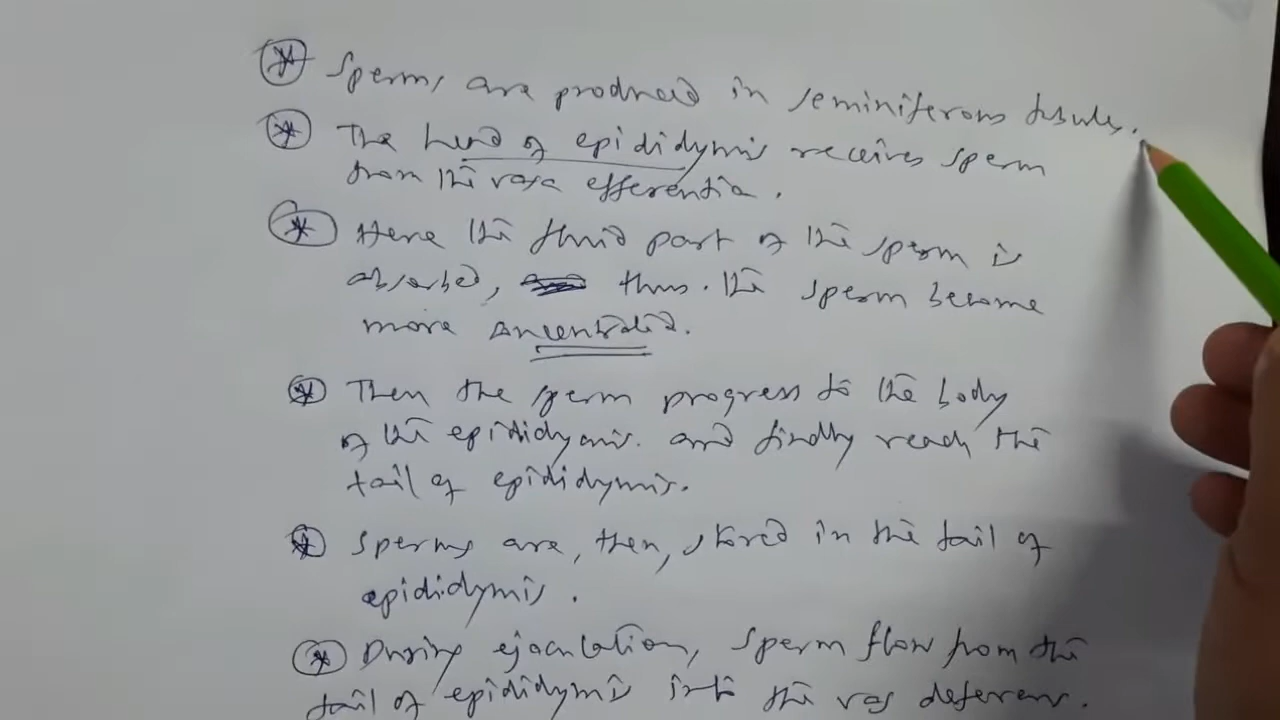 Sperms are produced in seminiferous tubules.
The head of epididymis receives sperm
from the vasa efferentia.
Here the fluid part of the sperm is
absorbed, thus. the sperm become
more concentrated.
Then the sperm progress to the body
of the epididymis. and finally reach the
tail of epididymis.
Sperms are, then, stored in the tail of
epididymis.
During ejaculation, sperm flow from the
tail of epididymis into the vas deferens.